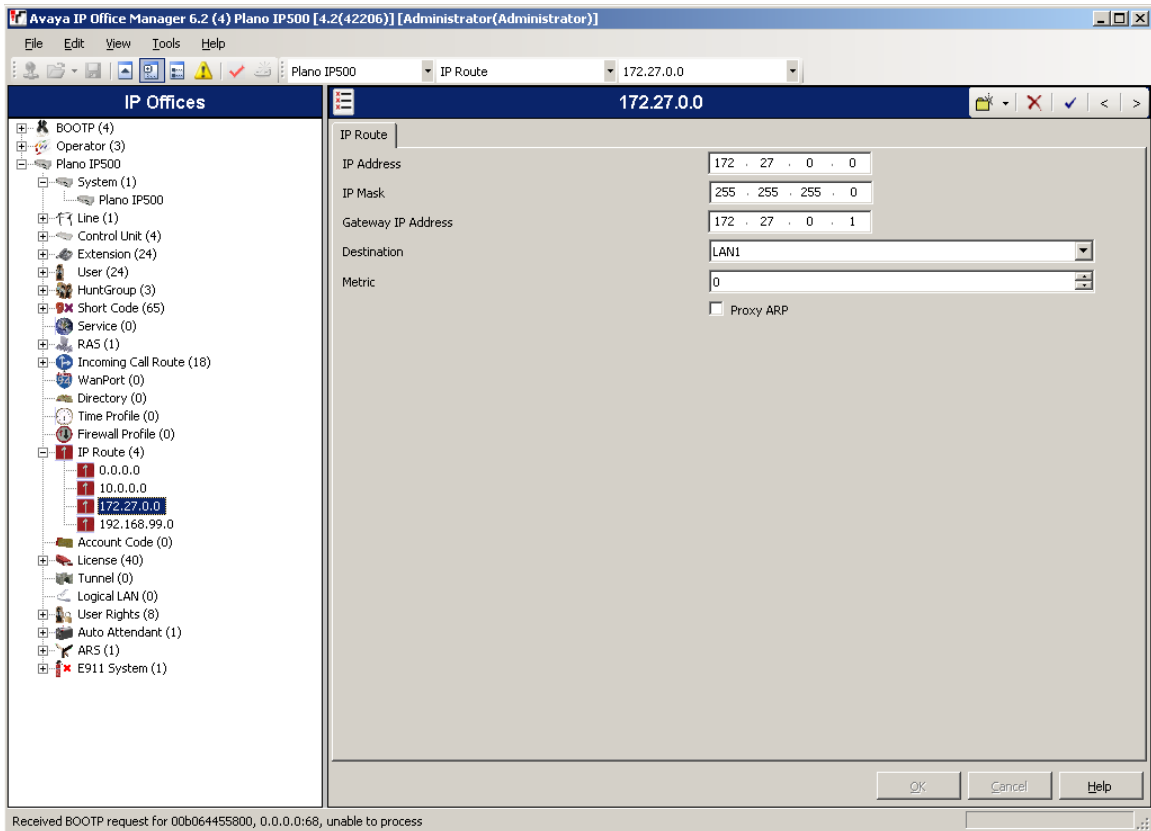 Avaya IP Office Manager 6.2 (4) Plano IP500 [4.2(42206)] [Administrator(Administrator)]
File Edit View Tools Help
Plano IP500 IP Route 172.27.0.0
IP Offices
BOOTP (4)
Operator (3)
Plano IP500
System (1)
Plano IP500
Line (1)
Control Unit (4)
Extension (24)
User (24)
HuntGroup (3)
Short Code (65)
Service (0)
RAS (1)
Incoming Call Route (18)
WanPort (0)
Directory (0)
Time Profile (0)
Firewall Profile (0)
IP Route (4)
0.0.0.0
10.0.0.0
172.27.0.0
192.168.99.0
Account Code (0)
License (40)
Tunnel (0)
Logical LAN (0)
User Rights (8)
Auto Attendant (1)
ARS (1)
E911 System (1)
172.27.0.0
IP Route
IP Address 172 . 27 . 0 . 0
IP Mask 255 . 255 . 255 . 0
Gateway IP Address 172 . 27 . 0 . 1
Destination LAN1
Metric 0
Proxy ARP
OK Cancel Help
Received BOOTP request for 00b064455800, 0.0.0.0:68, unable to process